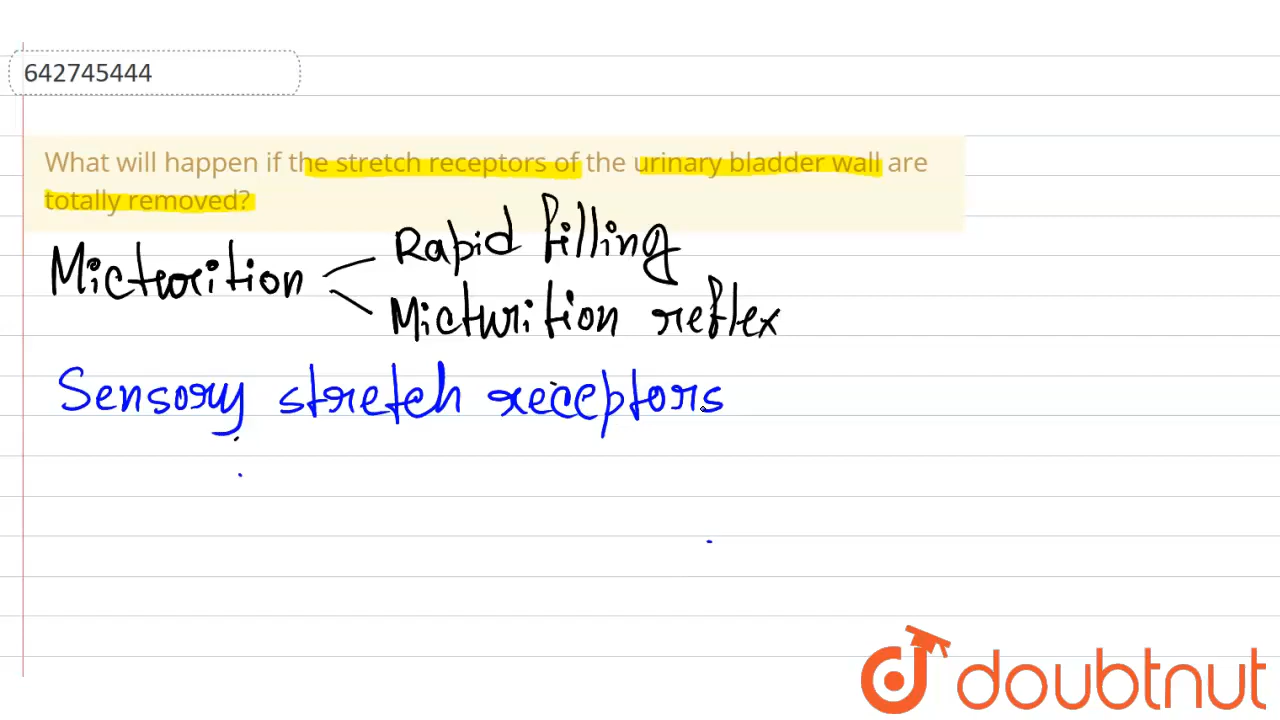 642745444
What will happen if the stretch receptors of the urinary bladder wall are
totally removed?
Rapid filling
Micturition
Micturition reflex
Sensory stretch receptors
doubtnut